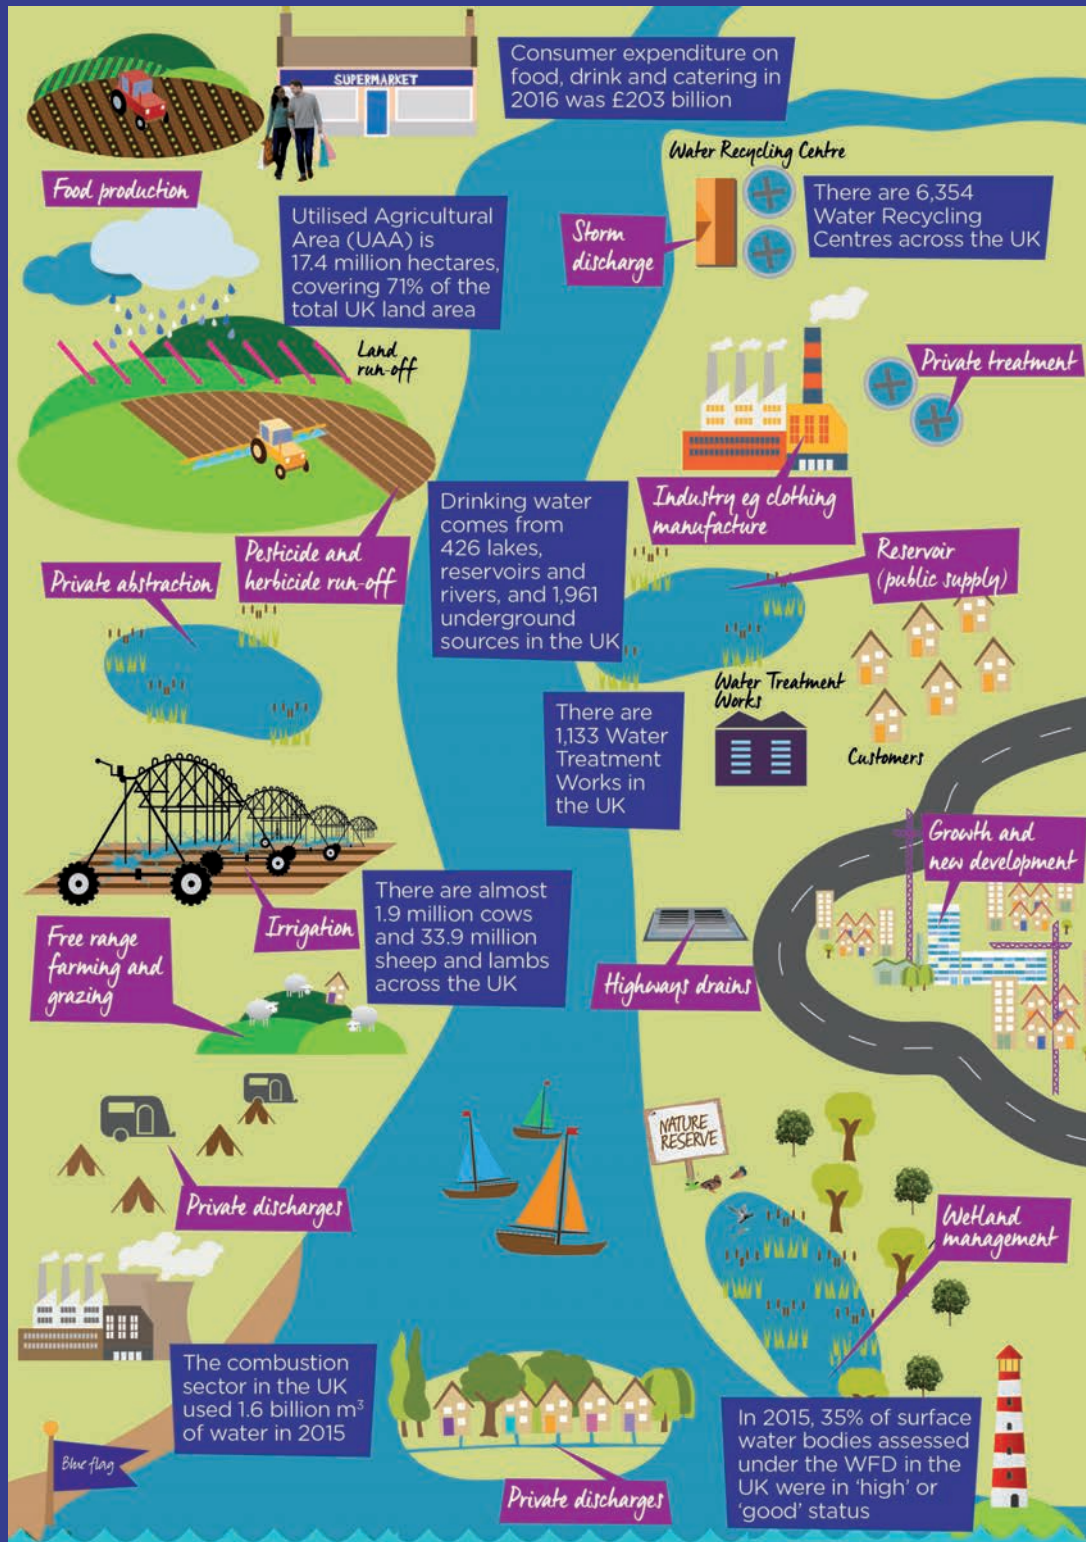 SUPERMARKET
Consumer expenditure on
food, drink and catering in
2016 was £203 billion
Food production
Water Recycling Centre
There are 6,354
Water Recycling
Centres across the UK
Utilised Agricultural
Area (UAA) is
17.4 million hectares,
covering 71% of the
total UK land area
Storm
discharge
Land
run-off
Private treatment
Industry eg clothing
manufacture
Drinking water
comes from
426 lakes,
reservoirs and
rivers, and 1,961
underground
sources in the UK
Pesticide and
herbicide run-off
Reservoir
(public supply)
Private abstraction
Water Treatment
Works
There are
1,133 Water
Treatment
Works in
the UK
Customers
Growth and
new development
There are almost
1.9 million cows
and 33.9 million
sheep and lambs
across the UK
Irrigation
Free range
farming and
grazing
Highways drains
NATURE
RESERVE
Private discharges
Wetland
management
The combustion
sector in the UK
used 1.6 billion m³
of water in 2015
In 2015, 35% of surface
water bodies assessed
under the WFD in the
UK were in ‘high’ or
‘good’ status
Blue flag
Private discharges